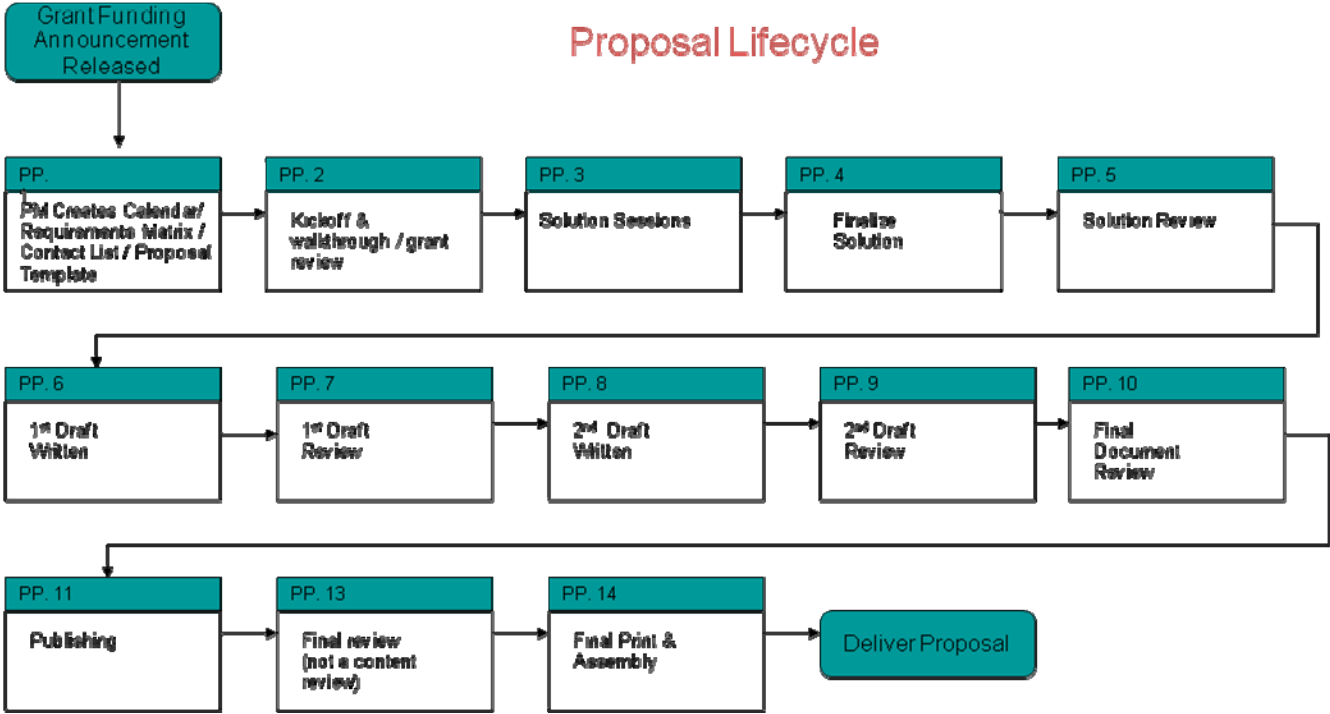 Grant Funding
Announcement
Released
Proposal Lifecycle
PP.
1
PM Creates Calendar/
Requirements Matrix /
Contact List / Proposal
Template
PP. 2
Kickoff &
walkthrough / grant
review
PP. 3
Solution Sessions
PP. 4
Finalize
Solution
PP. 5
Solution Review
PP. 6
1st Draft
Written
PP. 7
1st Draft
Review
PP. 8
2nd Draft
Written
PP. 9
2nd Draft
Review
PP. 10
Final
Document
Review
PP. 11
Publishing
PP. 13
Final review
(not a content
review)
PP. 14
Final Print &
Assembly
Deliver Proposal